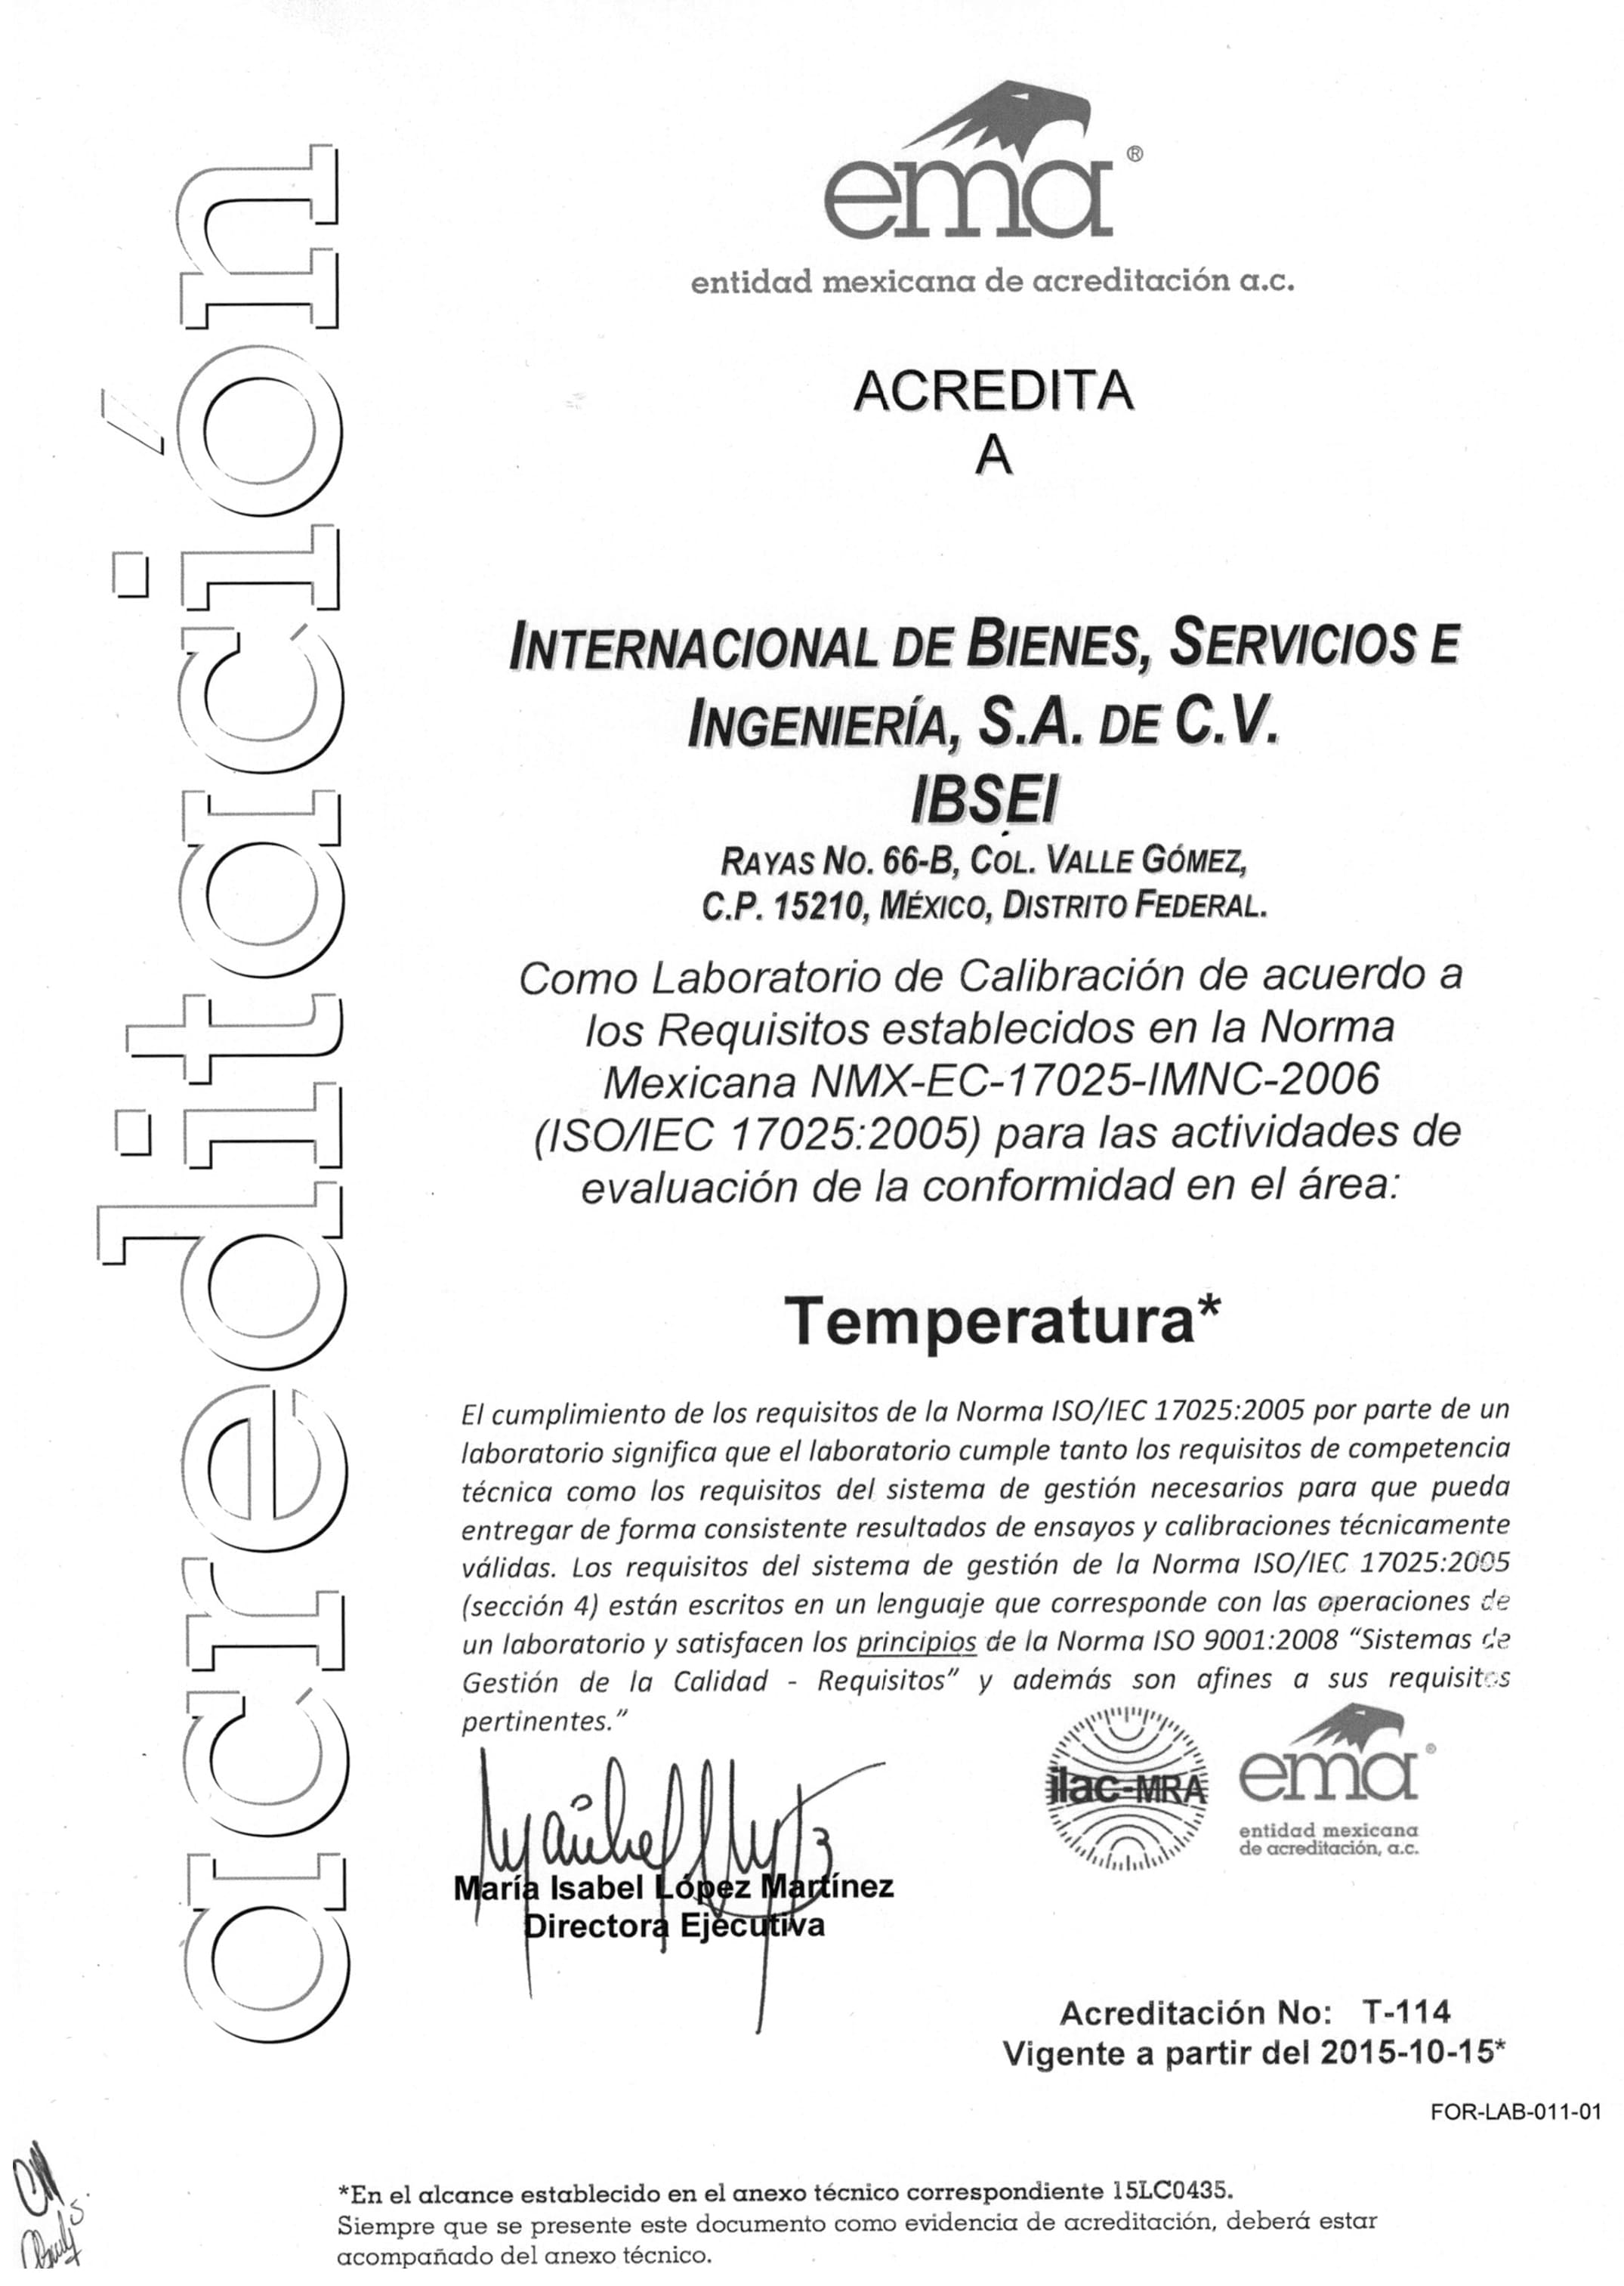 acreditación
ema®
entidad mexicana de acreditación a.c.
ACREDITA
A
INTERNACIONAL DE BIENES, SERVICIOS E
INGENIERÍA, S.A. DE C.V.
IBSEI
RAYAS NO. 66-B, COL. VALLE GÓMEZ,
C.P. 15210, MÉXICO, DISTRITO FEDERAL.
Como Laboratorio de Calibración de acuerdo a
los Requisitos establecidos en la Norma
Mexicana NMX-EC-17025-IMNC-2006
(ISO/IEC 17025:2005) para las actividades de
evaluación de la conformidad en el área:
Temperatura*
El cumplimiento de los requisitos de la Norma ISO/IEC 17025:2005 por parte de un
laboratorio significa que el laboratorio cumple tanto los requisitos de competencia
técnica como los requisitos del sistema de gestión necesarios para que pueda
entregar de forma consistente resultados de ensayos y calibraciones técnicamente
válidas. Los requisitos del sistema de gestión de la Norma ISO/IEC 17025:2005
(sección 4) están escritos en un lenguaje que corresponde con las operaciones de
un laboratorio y satisfacen los principios de la Norma ISO 9001:2008 “Sistemas de
Gestión de la Calidad - Requisitos” y además son afines a sus requisitos
pertinentes.”
ilac-MRA
ema®
entidad mexicana
de acreditación, a.c.
María Isabel López Martínez
Directora Ejecutiva
Acreditación No: T-114
Vigente a partir del 2015-10-15*
FOR-LAB-011-01
*En el alcance establecido en el anexo técnico correspondiente 15LC0435.
Siempre que se presente este documento como evidencia de acreditación, deberá estar
acompañado del anexo técnico.